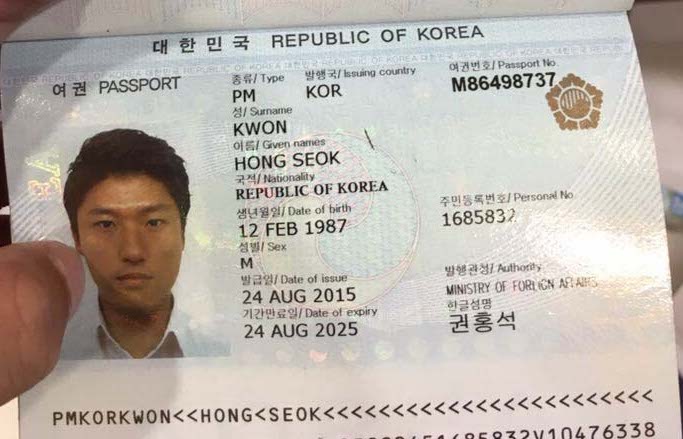 대한민국 REPUBLIC OF KOREA
여권 PASSPORT
종류/ Type 발행국/ Issuing country 여권번호/ Passport No.
PM KOR M86498737
성/ Surname
KWON
이름/ Given names
HONG SEOK
국적/ Nationality
REPUBLIC OF KOREA
생년월일/ Date of birth 주민등록번호/ Personal No.
12 FEB 1987 1685832
성별/ Sex
M
발급일/ Date of issue 발행관청/ Authority
24 AUG 2015 MINISTRY OF FOREIGN AFFAIRS
기간만료일/ Date of expiry 한글성명
24 AUG 2025 권홍석
PMKORKWON<<HONG<SEOK<<<<<<<<<<<<<<<<<<<<<<<<
1685832V10476338